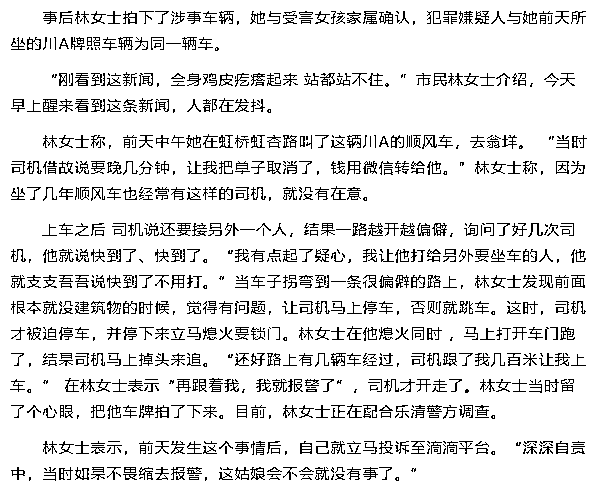 事后林女士拍下了涉事车辆，她与受害女孩家属确认，犯罪嫌疑人与她前天所
坐的川A牌照车辆为同一辆车。
“刚看到这新闻，全身鸡皮疙瘩起来 站都站不住。”市民林女士介绍，今天
早上醒来看到这条新闻，人都在发抖。
林女士称，前天中午她在虹桥虹杏路叫了这辆川A的顺风车，去翁垟。 “当时
司机借故说要晚几分钟，让我把单子取消了，钱用微信转给他。”林女士称，因为
坐了几年顺风车也经常有这样的司机，就没有在意。
上车之后 司机说还要接另外一个人，结果一路越开越偏僻，询问了好几次司
机，他就说快到了、快到了。“我有点起了疑心，我让他打给另外要坐车的人，他
就支支吾吾说快到了不用打。”当车子拐弯到一条很偏僻的路上，林女士发现前面
根本就没建筑物的时候，觉得有问题，让司机马上停车，否则就跳车。这时，司机
才被迫停车，并停下来立马熄火要锁门。林女士在他熄火同时 ，马上打开车门跑
了，结果司机马上掉头来追。“还好路上有几辆车经过，司机跟了我几百米让我上
车。” 在林女士表示“再跟着我，我就报警了”，司机才开走了。林女士当时留
了个心眼，把他车牌拍了下来。目前，林女士正在配合乐清警方调查。
林女士表示，前天发生这个事情后，自己就立马投诉至滴滴平台。“深深自责
中，当时如果不畏缩去报警，这姑娘会不会就没有事了。”